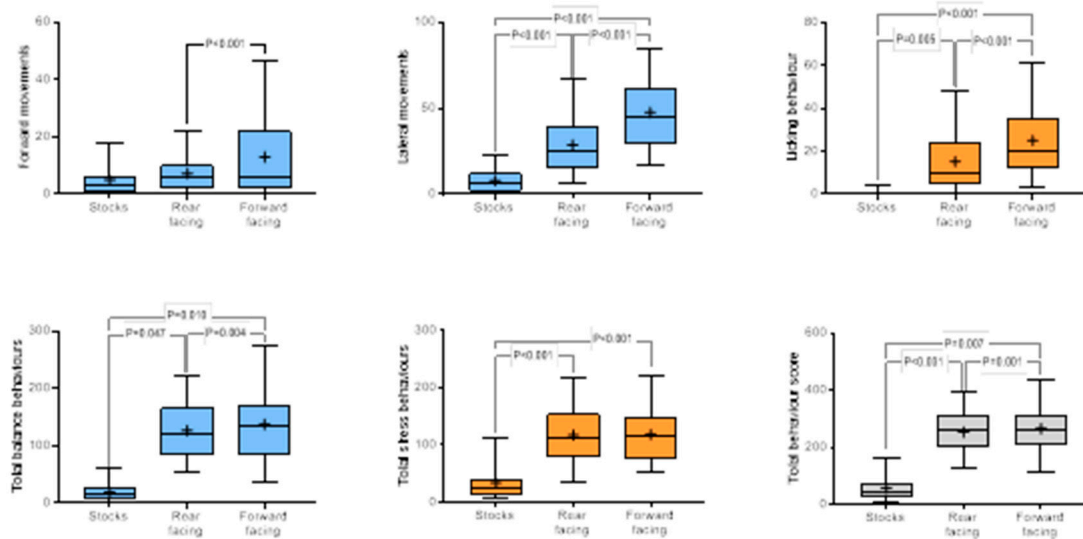 Forward movements
60
40
20
0
P<0.001
Stocks
Rear facing
Forward facing
Lateral movements
100
50
0
P<0.001
P<0.001
P<0.001
Stocks
Rear facing
Forward facing
Licking behaviour
80
60
40
20
0
P<0.001
P=0.005
P<0.001
Stocks
Rear facing
Forward facing
Total balance behaviours
300
200
100
0
P=0.010
P=0.047
P=0.004
Stocks
Rear facing
Forward facing
Total stress behaviours
300
200
100
0
P<0.001
P<0.001
Stocks
Rear facing
Forward facing
Total behaviour score
600
400
200
0
P=0.007
P<0.001
P=0.001
Stocks
Rear facing
Forward facing